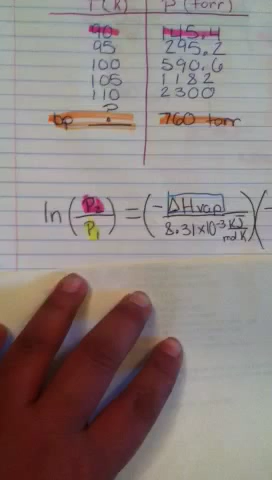 T (K) P (torr)
90 145.4
95 295.2
100 590.6
105 1182
110 2300
bp ? 760 torr
ln (P₂/P₁) = (-ΔHvap / 8.31×10⁻³ KJ/mol K)(-